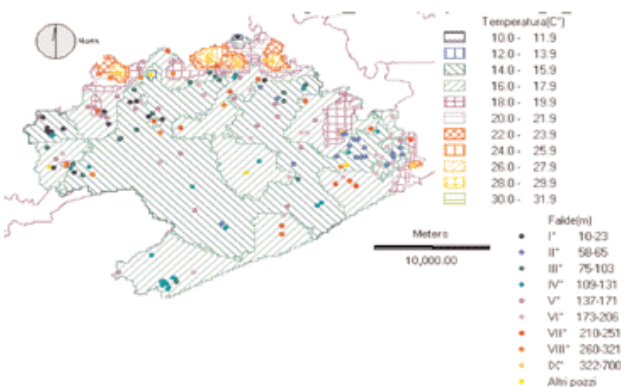 Temperatura(C°)
10.0 - 11.9
12.0 - 13.9
14.0 - 15.9
16.0 - 17.9
18.0 - 19.9
20.0 - 21.9
22.0 - 23.9
24.0 - 25.9
26.0 - 27.9
28.0 - 29.9
30.0 - 31.9
Meters
10,000.00
Falde(m)
I° 10-23
II° 58-65
III° 75-103
IV° 109-131
V° 137-171
VI° 173-206
VII° 210-251
VIII° 260-321
IX° 322-700
Altri pozzi